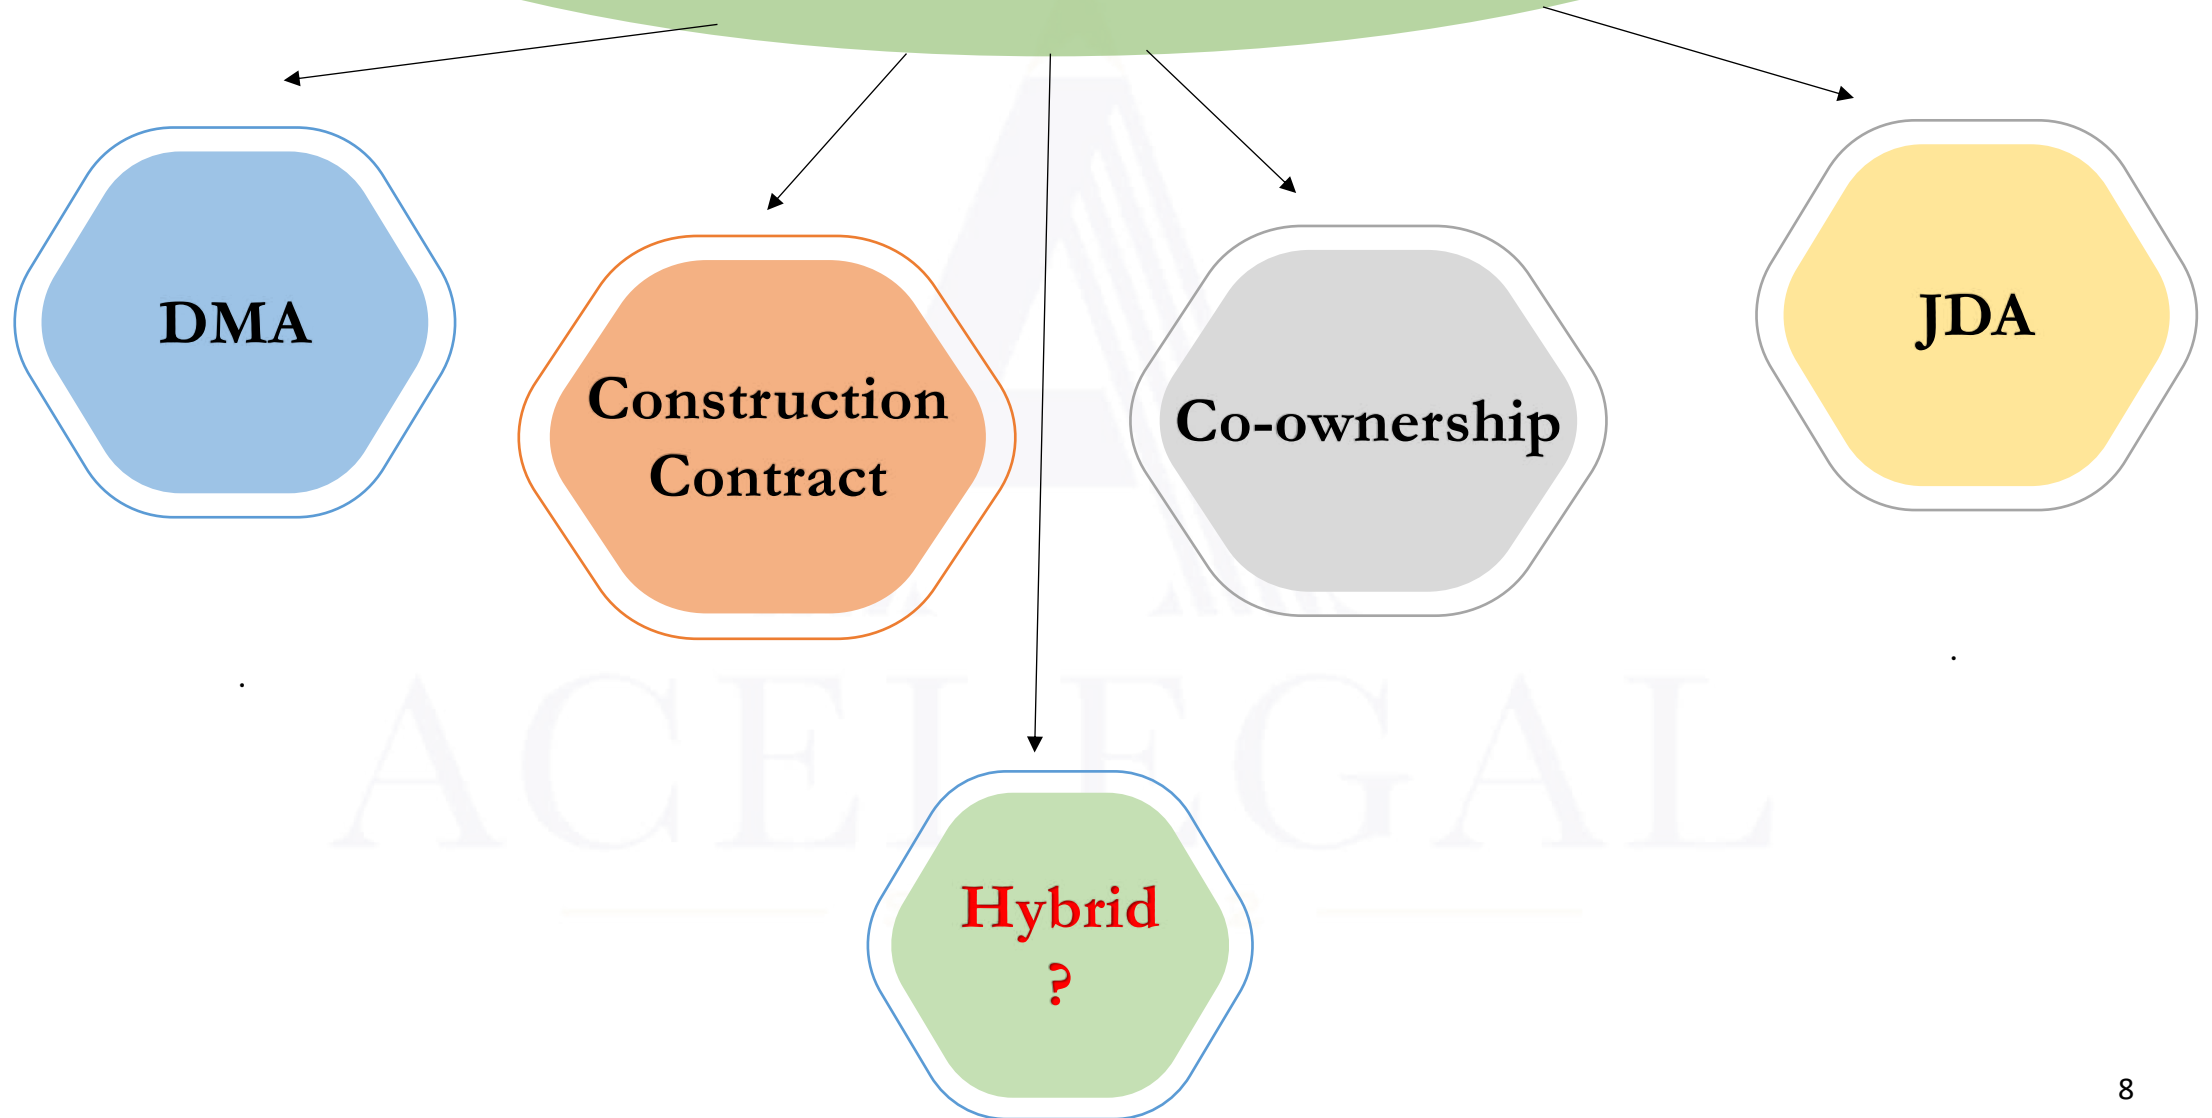 DMA
Construction
Contract
Co-ownership
JDA
.
.
Hybrid
?
ACELEGAL
8